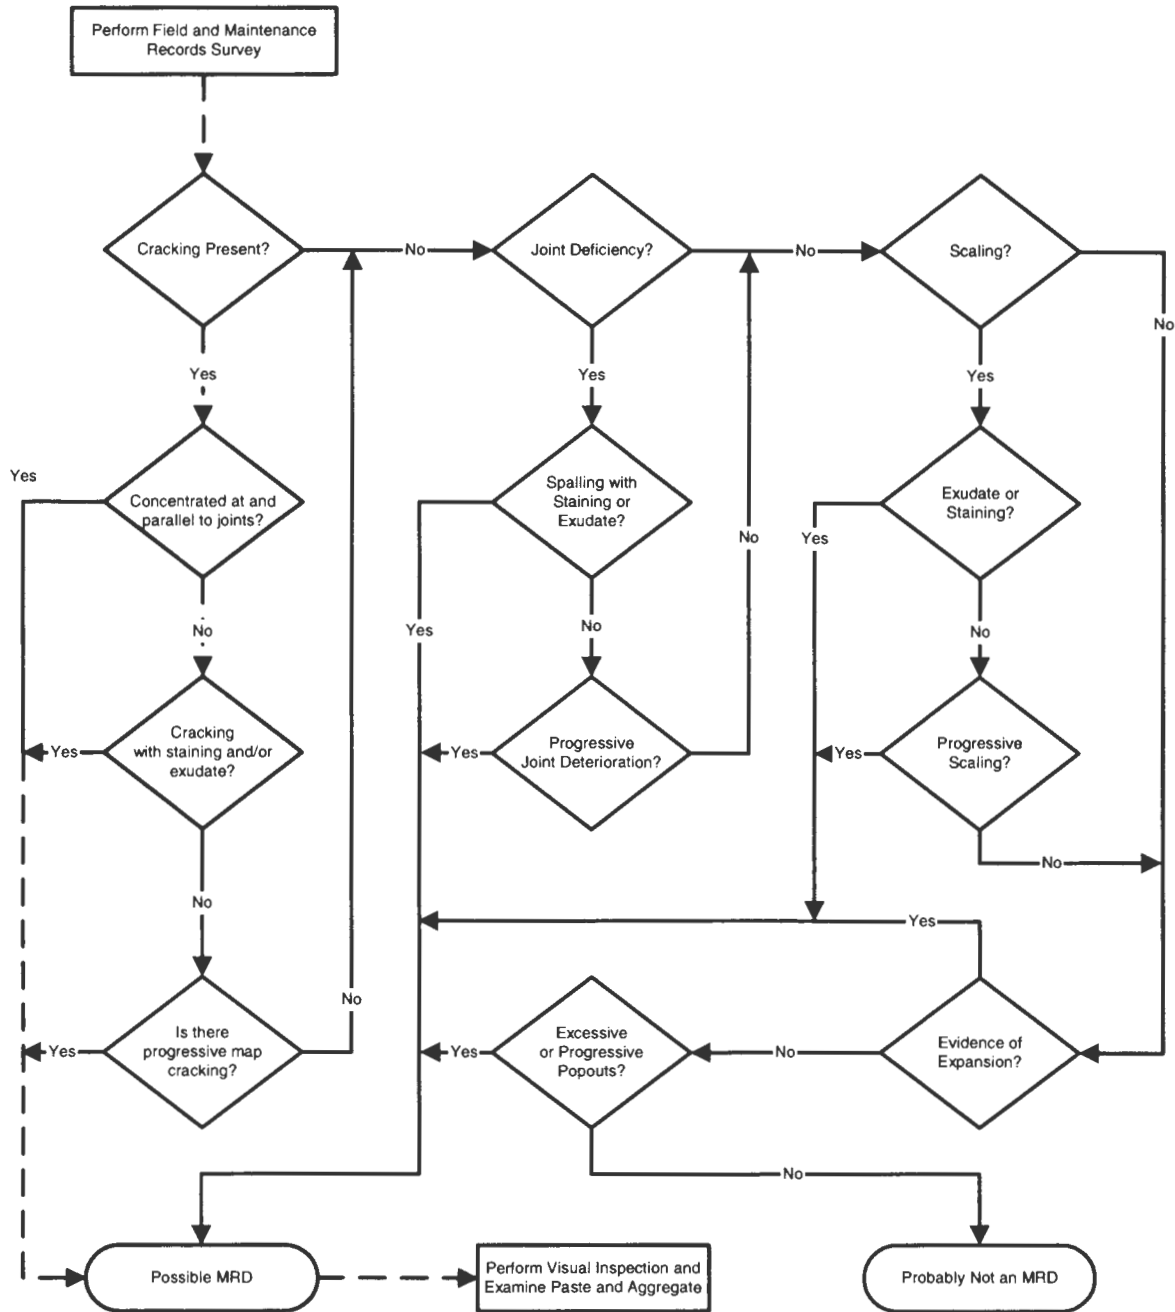 Perform Field and Maintenance
Records Survey
Cracking Present?
No
Joint Deficiency?
No
Scaling?
No
Yes
Yes
Yes
Yes
Concentrated at and
parallel to joints?
Spalling with
Staining or
Exudate?
No
Exudate or
Staining?
Yes
No
Yes
No
No
Cracking
with staining and/or
exudate?
Yes
Progressive
Joint Deterioration?
Yes
Progressive
Scaling?
Yes
No
No
Yes
No
Is there
progressive map
cracking?
Yes
Excessive
or Progressive
Popouts?
Yes
No
Evidence of
Expansion?
No
Possible MRD
Perform Visual Inspection and
Examine Paste and Aggregate
Probably Not an MRD